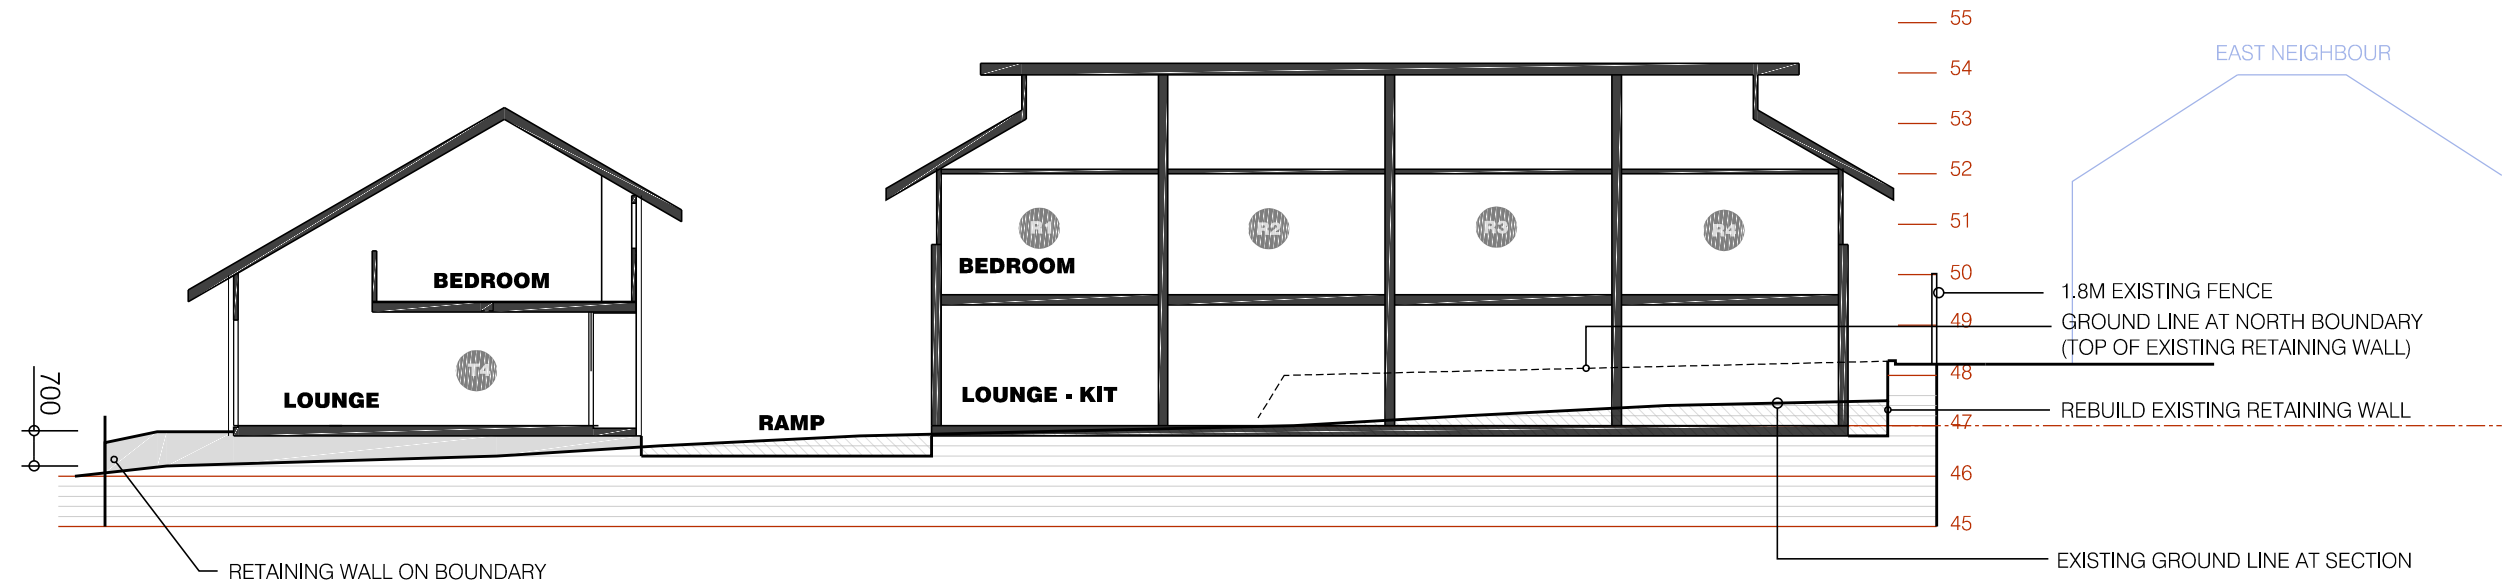 55
EAST NEIGHBOUR
54
53
52
51
R1
R2
R3
R4
BEDROOM
50
BEDROOM
1.8M EXISTING FENCE
49
GROUND LINE AT NORTH BOUNDARY
(TOP OF EXISTING RETAINING WALL)
T4
48
700
LOUNGE
LOUNGE - KIT
REBUILD EXISTING RETAINING WALL
RAMP
47
46
45
EXISTING GROUND LINE AT SECTION
RETAINING WALL ON BOUNDARY